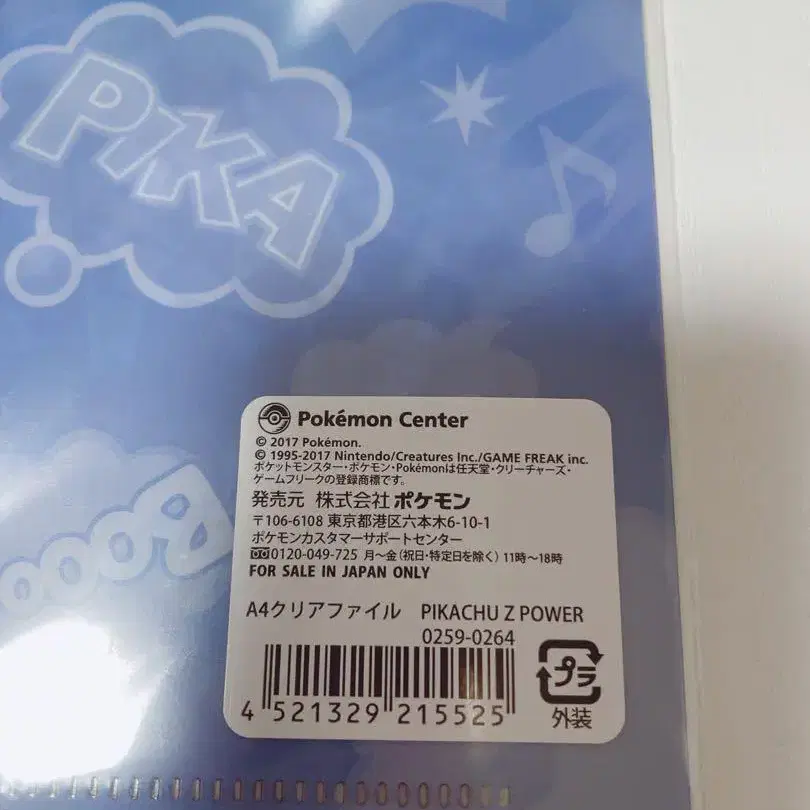 PIKA
Booo
Pokémon Center
© 2017 Pokémon.
© 1995-2017 Nintendo/Creatures Inc./GAME FREAK inc.
ポケットモンスター・ポケモン・Pokémonは任天堂・クリーチャーズ・
ゲームフリークの登録商標です。
発売元 株式会社ポケモン
〒106-6108 東京都港区六本木6-10-1
ポケモンカスタマーサポートセンター
0120-049-725 月~金(祝日・特定日を除く) 11時~18時
FOR SALE IN JAPAN ONLY
A4クリアファイル PIKACHU Z POWER
0259-0264
プラ
外装
4 521329 215525